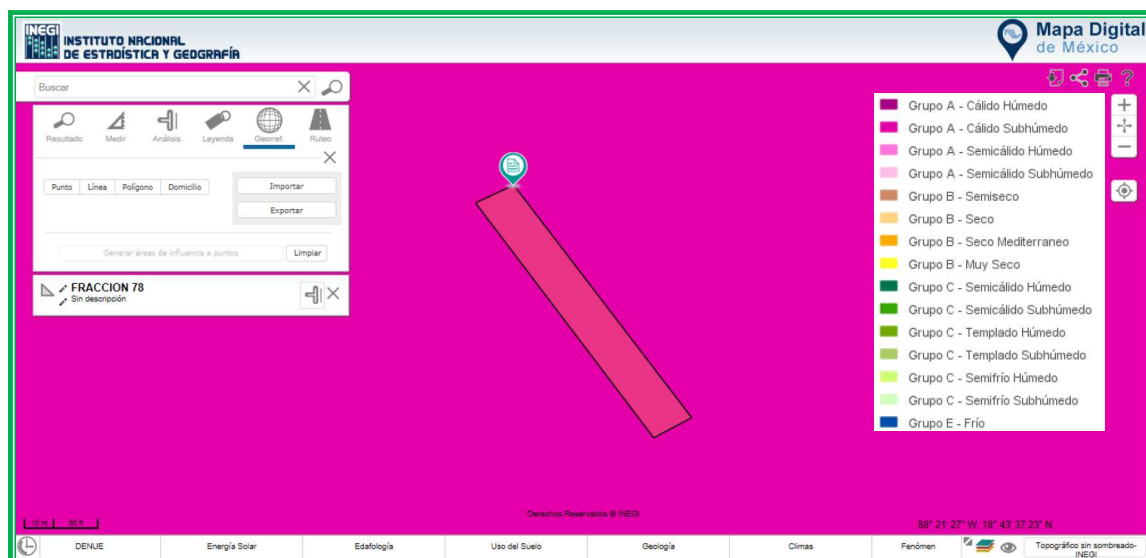 INEGI
INSTITUTO NACIONAL
DE ESTADÍSTICA Y GEOGRAFÍA
Mapa Digital
de México
Buscar
Resultado Medir Análisis Leyenda Georref. Ruteo
Punto Línea Polígono Domicilio Importar
Exportar
Generar áreas de influencia a puntos Limpiar
FRACCION 78
Sin descripción
Grupo A - Cálido Húmedo
Grupo A - Cálido Subhúmedo
Grupo A - Semicálido Húmedo
Grupo A - Semicálido Subhúmedo
Grupo B - Semiseco
Grupo B - Seco
Grupo B - Seco Mediterraneo
Grupo B - Muy Seco
Grupo C - Semicálido Húmedo
Grupo C - Semicálido Subhúmedo
Grupo C - Templado Húmedo
Grupo C - Templado Subhúmedo
Grupo C - Semifrío Húmedo
Grupo C - Semifrío Subhúmedo
Grupo E - Frío
10 m 50 ft
Derechos Reservados © INEGI
88° 21' 27" W, 18° 43' 37.23" N
DENUE Energía Solar Edafología Uso del Suelo Geología Climas Fenómen Topográfico sin sombreado-
INEGI